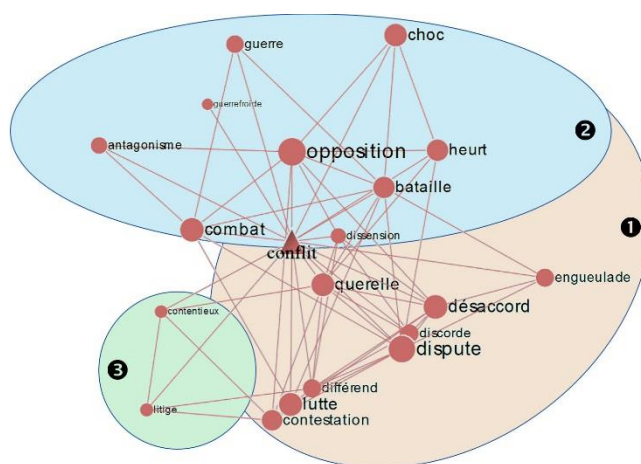 choc
guerre
guerrefroide
❷
antagonisme
opposition
heurt
bataille
combat
dissension
❶
conflit
engueulade
querelle
désaccord
contentieux
discorde
dispute
❸
différend
lutte
litige
contestation